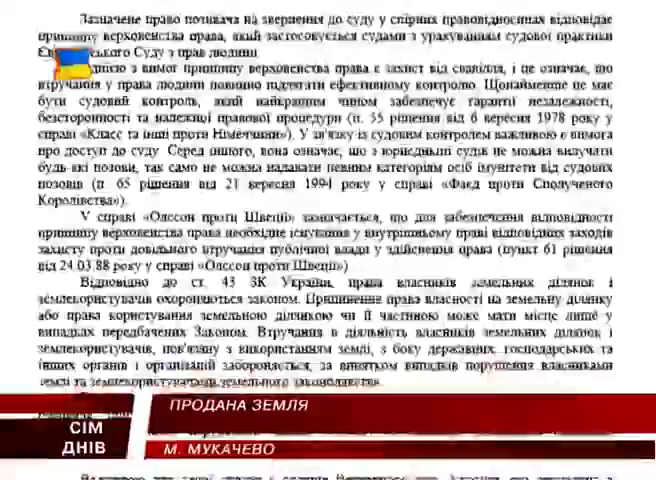 Зазначене право позивача на звернення до суду у спірних правовідносинах відповідає
принципу верховенства права, який застосовується судами з урахуванням судової практики
Суду з прав людини.
однією з вимог принципу верховенства права є захист від свавілля, і це означає, що
втручання у права людини повинно підлягати ефективному контролю. Щонайменше це має
бути судовий контроль, який найкращим чином забезпечує гарантії незалежності,
безсторонності та належної правової процедури (п. 55 рішення від 6 вересня 1978 року у
справі «Класс та інші проти Німеччини»). У зв'язку із судовим контролем важливою є вимога
про доступ до суду. Серед іншого, вона означає, що з юрисдикції судів не можна вилучати
будь-які позови, так само не можна надавати певним категоріям осіб імунітети від судових
позовів (п. 65 рішення від 21 вересня 1994 року у справі «Фаєд проти Сполученого
Королівства»).
У справі «Олссон проти Швеції» зазначається, що для забезпечення відповідності
принципу верховенства права необхідне існування у внутрішньому праві відповідних заходів
захисту проти довільного втручання публічної влади у здійснення права (пункт 61 рішення
від 24.03.88 року у справі «Олссон проти Швеції»)
Відповідно до ст. 43 ЗК України, права власників земельних ділянок і
землекористувачів охороняються законом. Припинення права власності на земельну ділянку
або права користування земельною ділянкою чи її частиною може мати місце лише у
випадках передбачених Законом. Втручання в діяльність власників земельних ділянок і
землекористувачів, пов'язану з використанням землі, з боку державних, господарських та
інших органів і організацій забороняється, за винятком випадків порушення власниками
землі та землекористувачами земельного законодавства.
ПРОДАНА ЗЕМЛЯ
СІМ
ДНІВ
М. МУКАЧЕВО